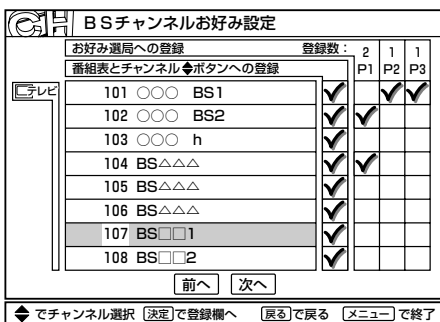 CH BSチャンネルお好み設定
お好み選局への登録 登録数： 2 1 1
番組表とチャンネル◆ボタンへの登録 P1 P2 P3
テレビ
101 ○○○ BS1
102 ○○○ BS2
103 ○○○ h
104 BS△△△
105 BS△△△
106 BS△△△
107 BS□□1
108 BS□□2
前へ 次へ
◆でチャンネル選択 決定で登録欄へ 戻るで戻る メニューで終了